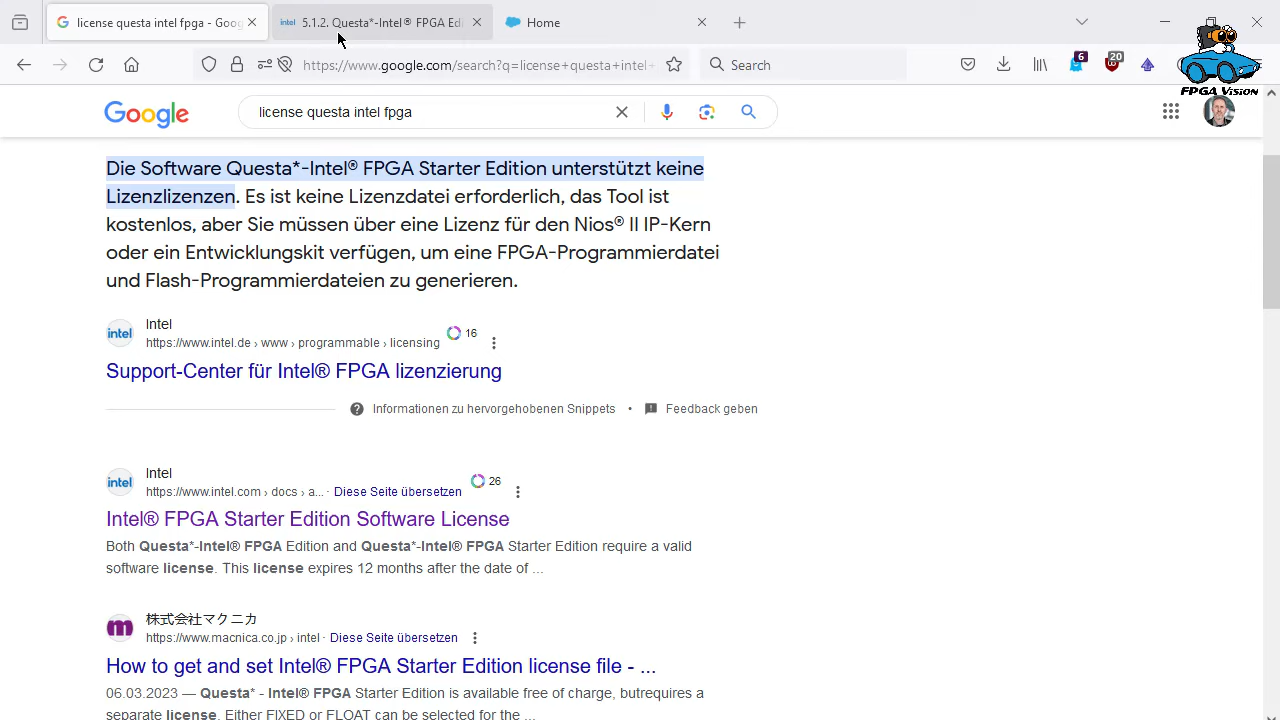 license questa intel fpga - Goog
intel 5.1.2. Questa*-Intel® FPGA Edi
Home
https://www.google.com/search?q=license+questa+intel+
Search
6
20
FPGA Vision
Google
license questa intel fpga
Die Software Questa*-Intel® FPGA Starter Edition unterstützt keine
Lizenzlizenzen. Es ist keine Lizenzdatei erforderlich, das Tool ist
kostenlos, aber Sie müssen über eine Lizenz für den Nios® II IP-Kern
oder ein Entwicklungskit verfügen, um eine FPGA-Programmierdatei
und Flash-Programmierdateien zu generieren.
intel
Intel
16
https://www.intel.de › www › programmable › licensing
Support-Center für Intel® FPGA lizenzierung
Informationen zu hervorgehobenen Snippets • Feedback geben
intel
Intel
26
https://www.intel.com › docs › a... · Diese Seite übersetzen
Intel® FPGA Starter Edition Software License
Both Questa*-Intel® FPGA Edition and Questa*-Intel® FPGA Starter Edition require a valid
software license. This license expires 12 months after the date of ...
m
株式会社マクニカ
https://www.macnica.co.jp › intel · Diese Seite übersetzen
How to get and set Intel® FPGA Starter Edition license file - ...
06.03.2023 — Questa* - Intel® FPGA Starter Edition is available free of charge, butrequires a
separate license. Either FIXED or FLOAT can be selected for the ...